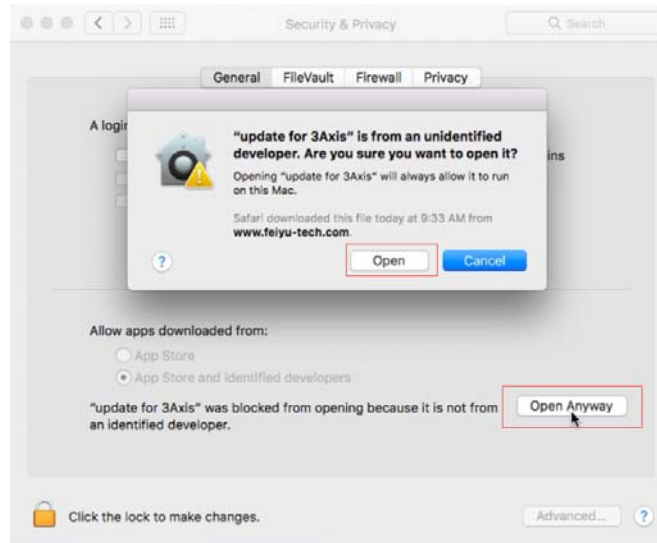 Security & Privacy
Search
General FileVault Firewall Privacy
A login
ins
"update for 3Axis" is from an unidentified
developer. Are you sure you want to open it?
Opening "update for 3Axis" will always allow it to run
on this Mac.
Safari downloaded this file today at 9:33 AM from
www.feiyu-tech.com.
?
Open
Cancel
Allow apps downloaded from:
App Store
App Store and identified developers
"update for 3Axis" was blocked from opening because it is not from
an identified developer.
Open Anyway
Click the lock to make changes.
Advanced...
?